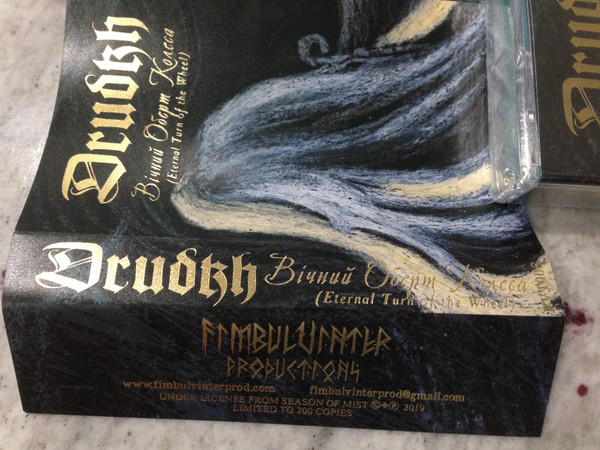 Drudkh
Вічний Оберт Колеса
(Eternal Turn of the Wheel)
Drudkh
Вічний Оберт Колеса
(Eternal Turn of the Wheel)
FIMBULVINTER
PRODUCTIONS
www.fimbulvinterprod.com fimbulvinterprod@gmail.com
UNDER LICENSE FROM SEASON OF MIST ©+℗ 2019
LIMITED TO 200 COPIES